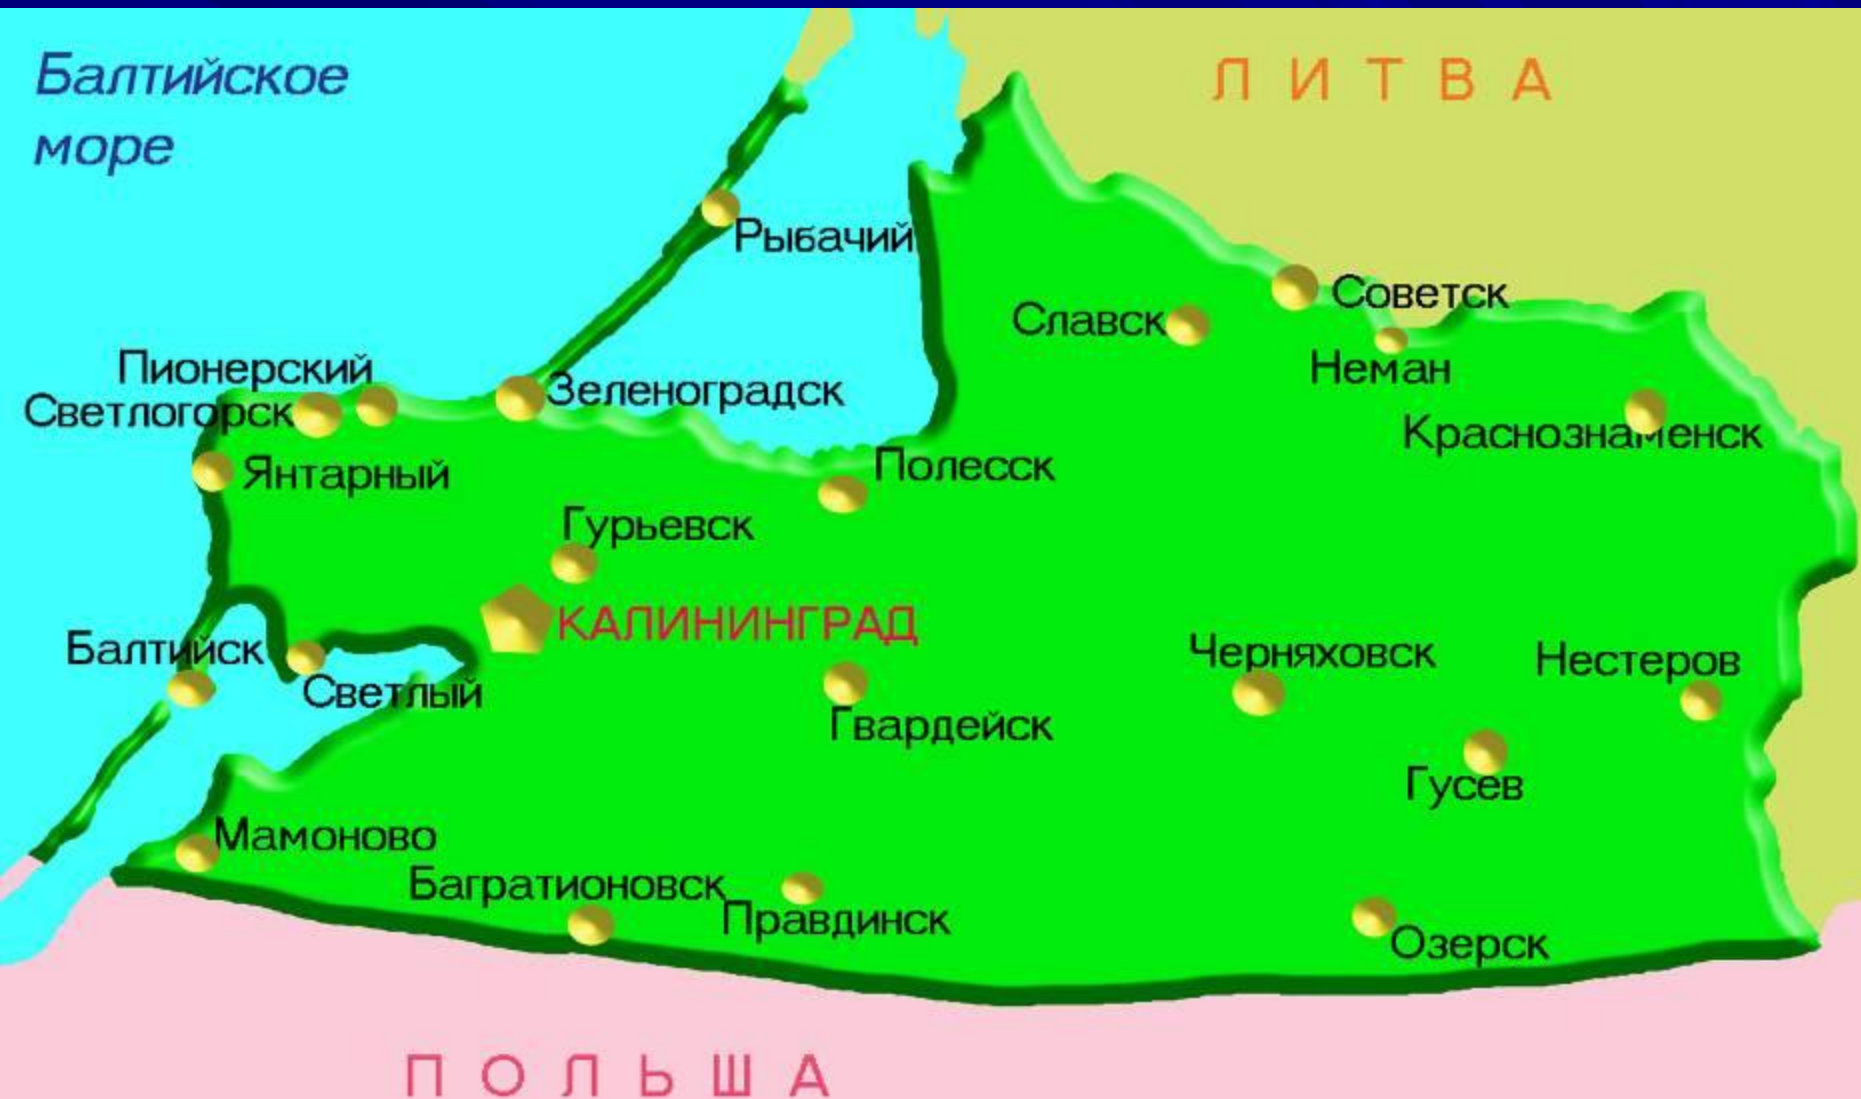 Балтийское
море
ЛИТВА
Рыбачий
Советск
Славск
Неман
Пионерский
Зеленоградск
Светлогорск
Краснознаменск
Янтарный
Полесск
Гурьевск
КАЛИНИНГРАД
Балтийск
Черняховск
Нестеров
Светлый
Гвардейск
Гусев
Мамоново
Багратионовск
Правдинск
Озерск
ПОЛЬША